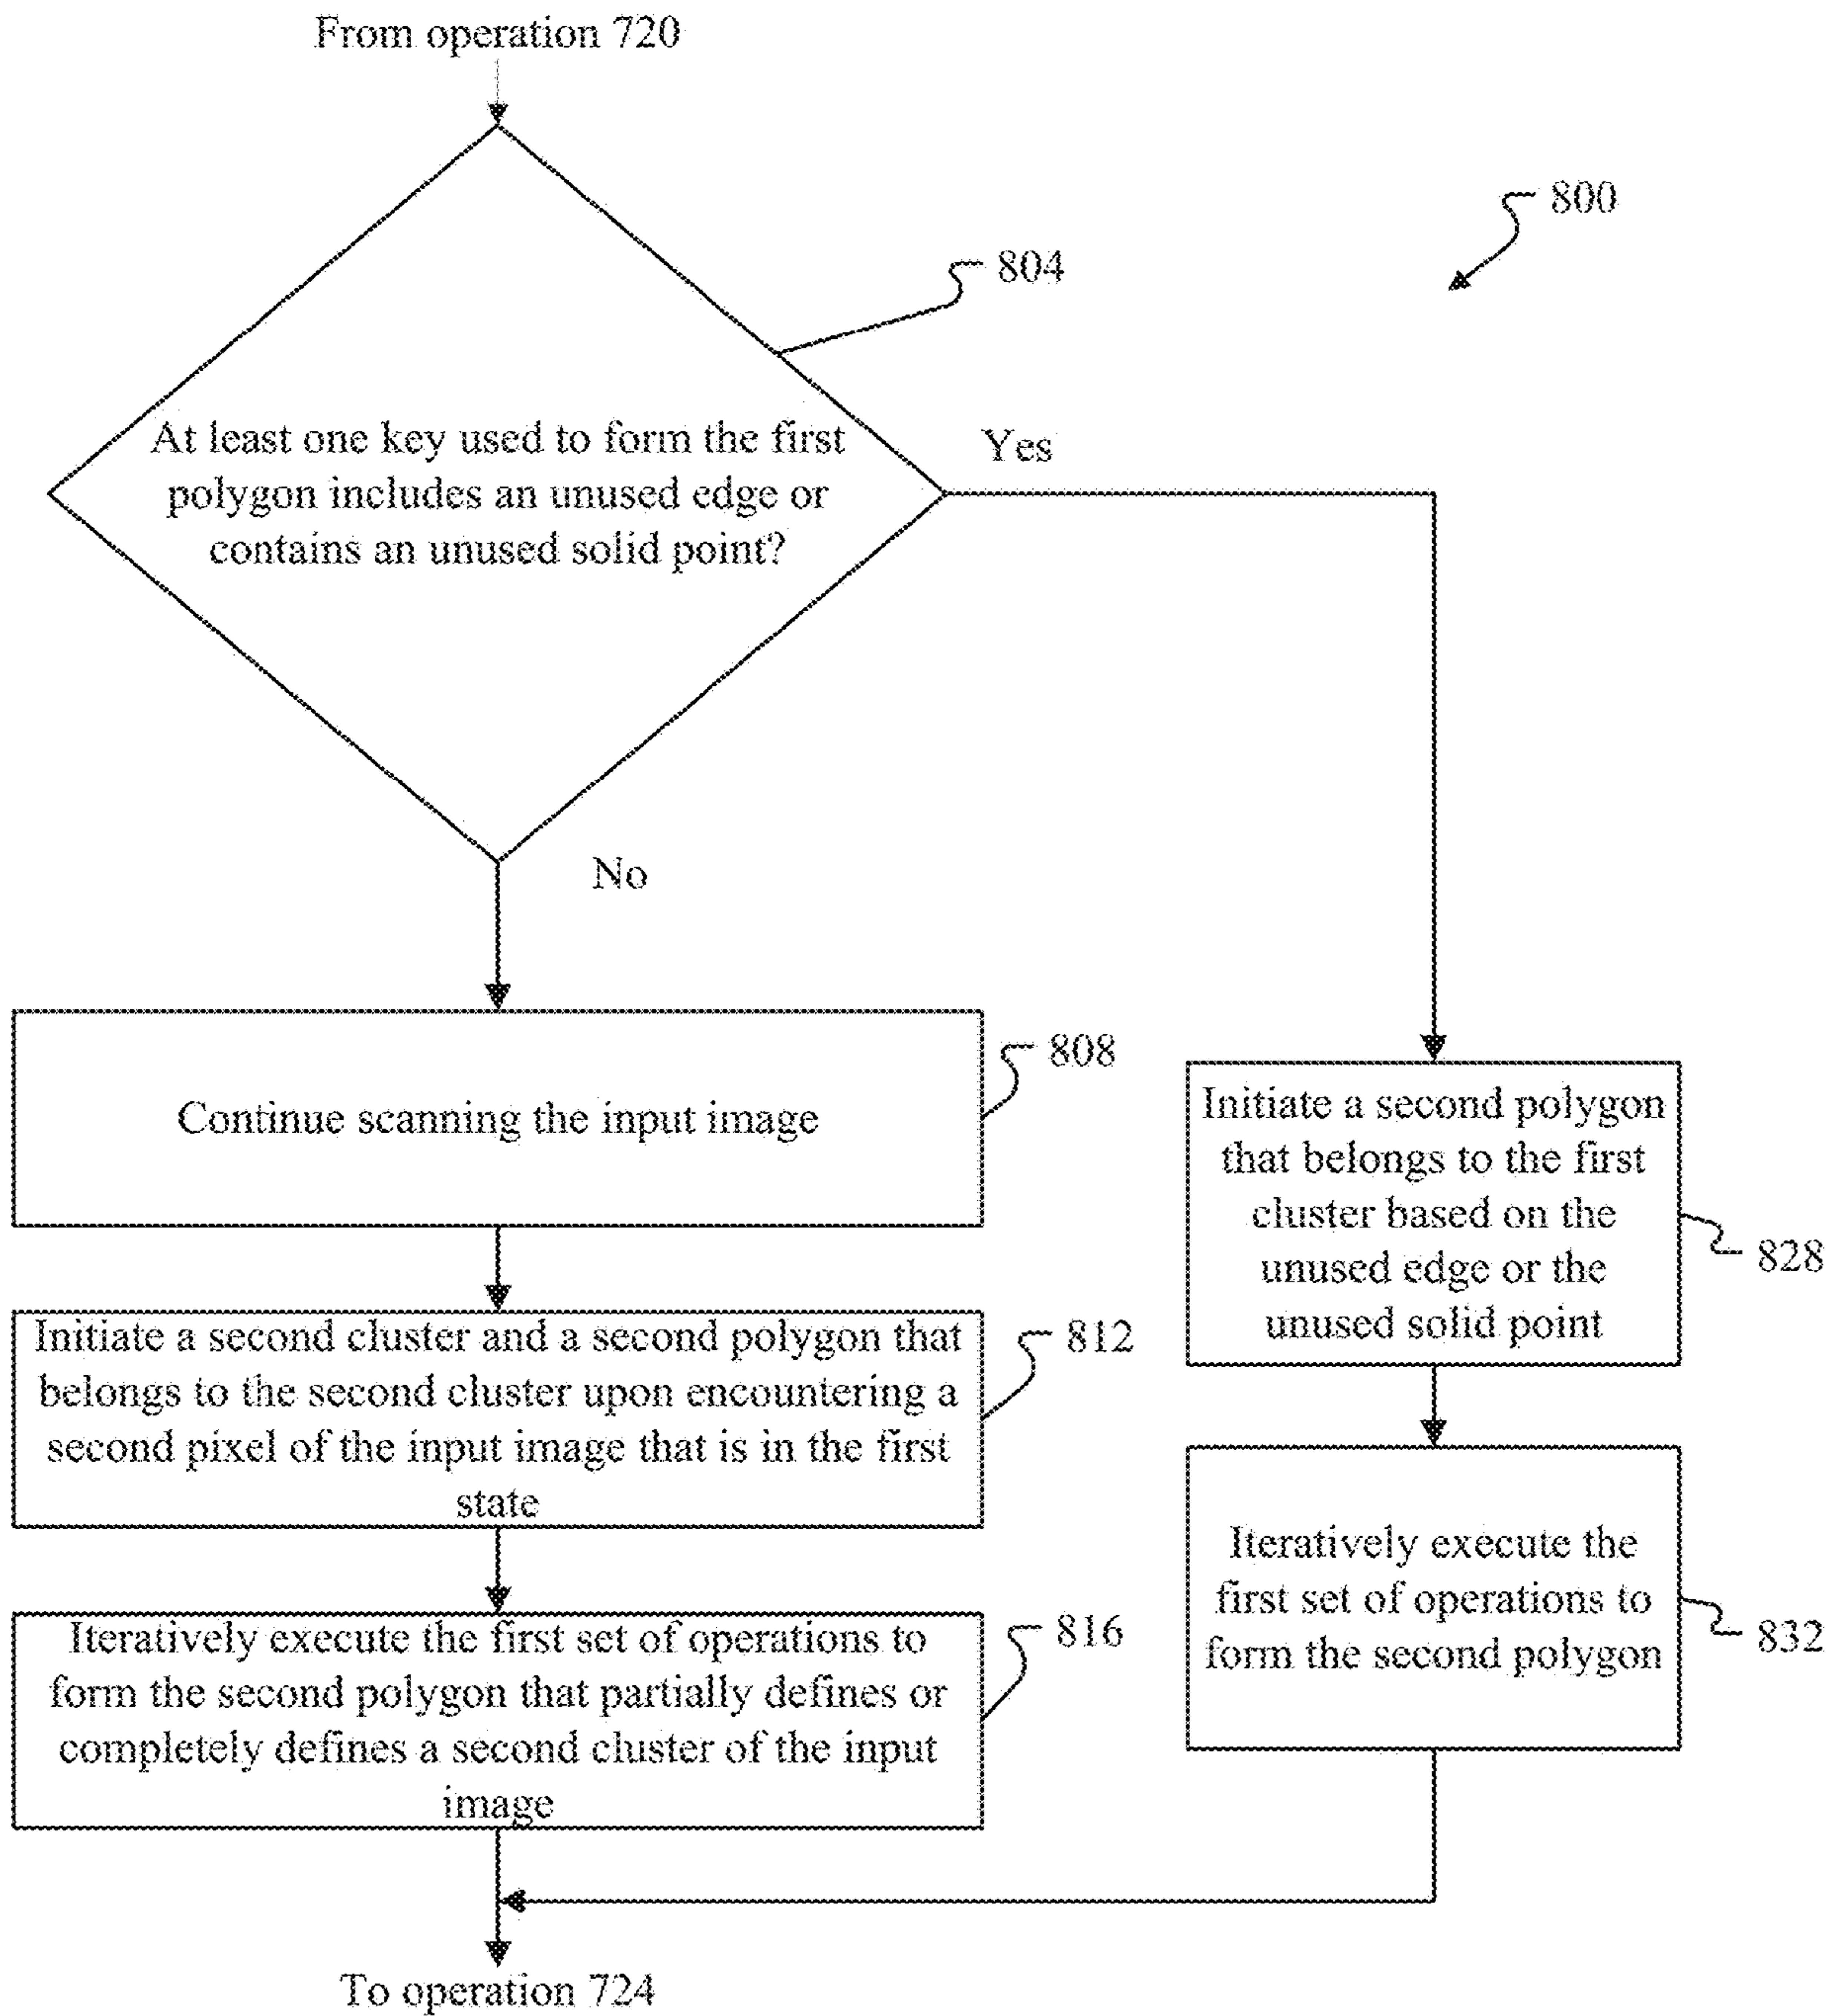 From operation 720
800
804
At least one key used to form the first
polygon includes an unused edge or
contains an unused solid point?
Yes
No
Continue scanning the input image
808
Initiate a second cluster and a second polygon that
belongs to the second cluster upon encountering a
second pixel of the input image that is in the first
state
812
Iteratively execute the first set of operations to
form the second polygon that partially defines or
completely defines a second cluster of the input
image
816
Initiate a second polygon
that belongs to the first
cluster based on the
unused edge or the
unused solid point
828
Iteratively execute the
first set of operations to
form the second polygon
832
To operation 724